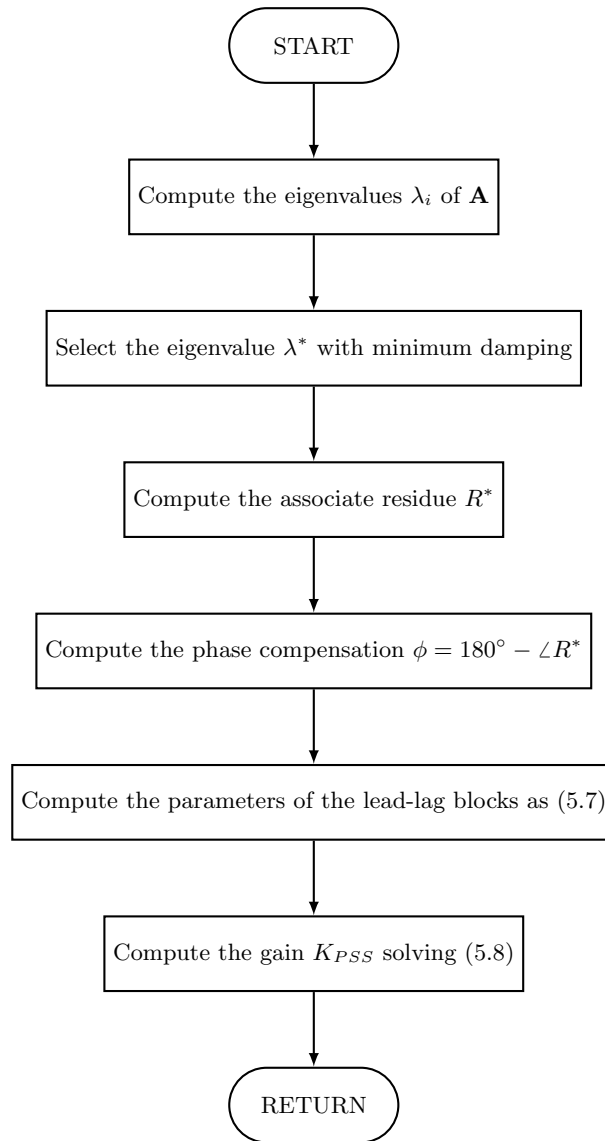 START
Compute the eigenvalues λ_i of A
Select the eigenvalue λ* with minimum damping
Compute the associate residue R*
Compute the phase compensation ϕ = 180° − ∠R*
Compute the parameters of the lead-lag blocks as (5.7)
Compute the gain K_PSS solving (5.8)
RETURN